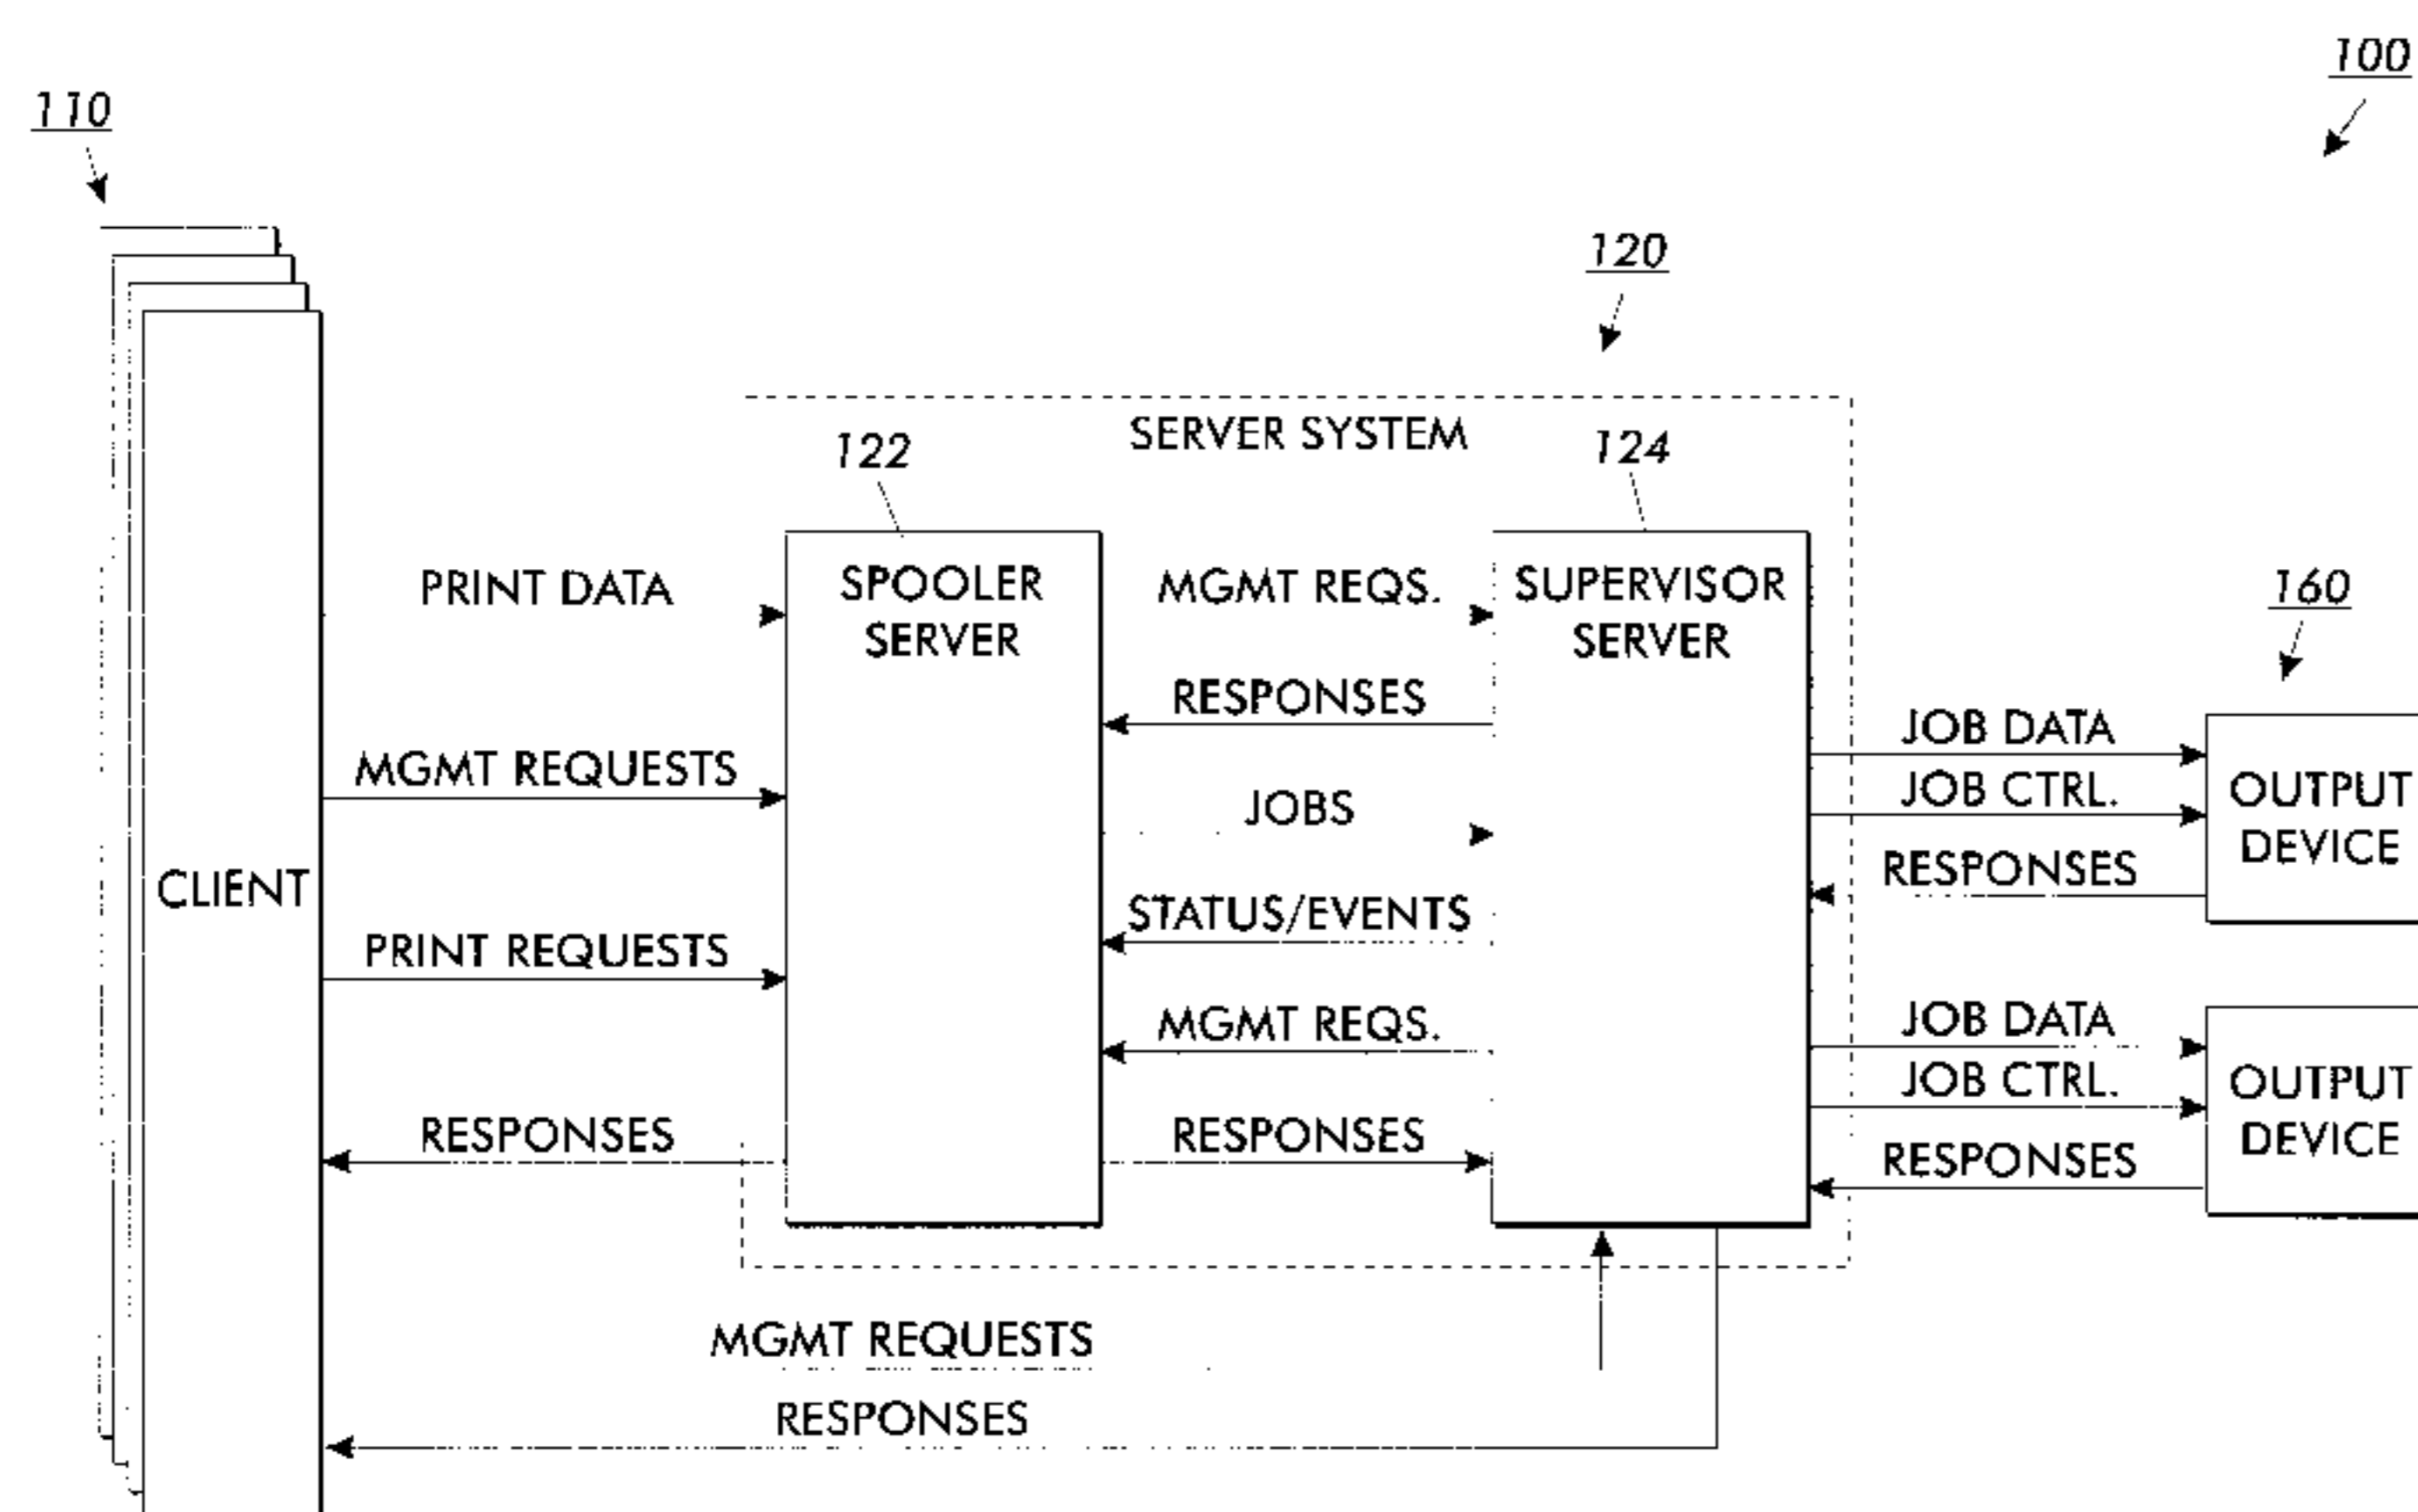 100
110
120
SERVER SYSTEM
122
124
PRINT DATA
SPOOLER
SERVER
MGMT REQS.
SUPERVISOR
SERVER
160
RESPONSES
JOB DATA
MGMT REQUESTS
JOBS
JOB CTRL.
OUTPUT
DEVICE
CLIENT
RESPONSES
STATUS/EVENTS
PRINT REQUESTS
MGMT REQS.
JOB DATA
JOB CTRL.
OUTPUT
DEVICE
RESPONSES
RESPONSES
RESPONSES
MGMT REQUESTS
RESPONSES